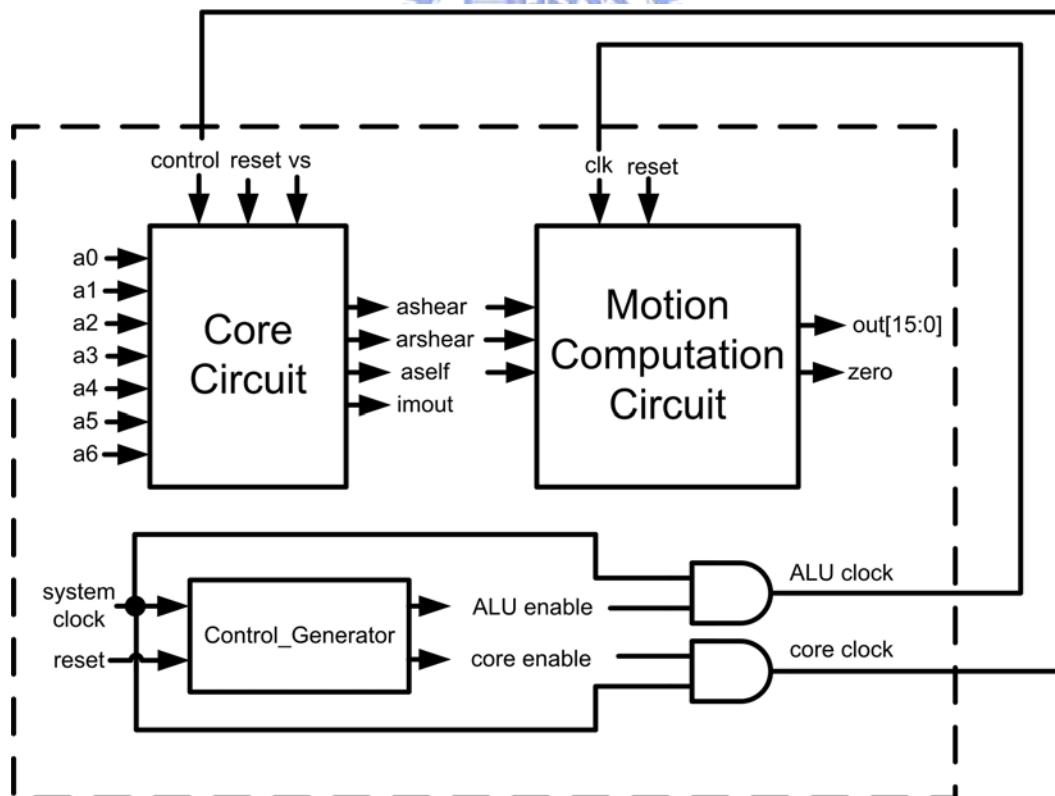 control reset vs
clk reset
a0
a1
a2
a3
a4
a5
a6
Core
Circuit
ashear
arshear
aself
imout
Motion
Computation
Circuit
out[15:0]
zero
system
clock
reset
Control_Generator
ALU enable
core enable
ALU clock
core clock